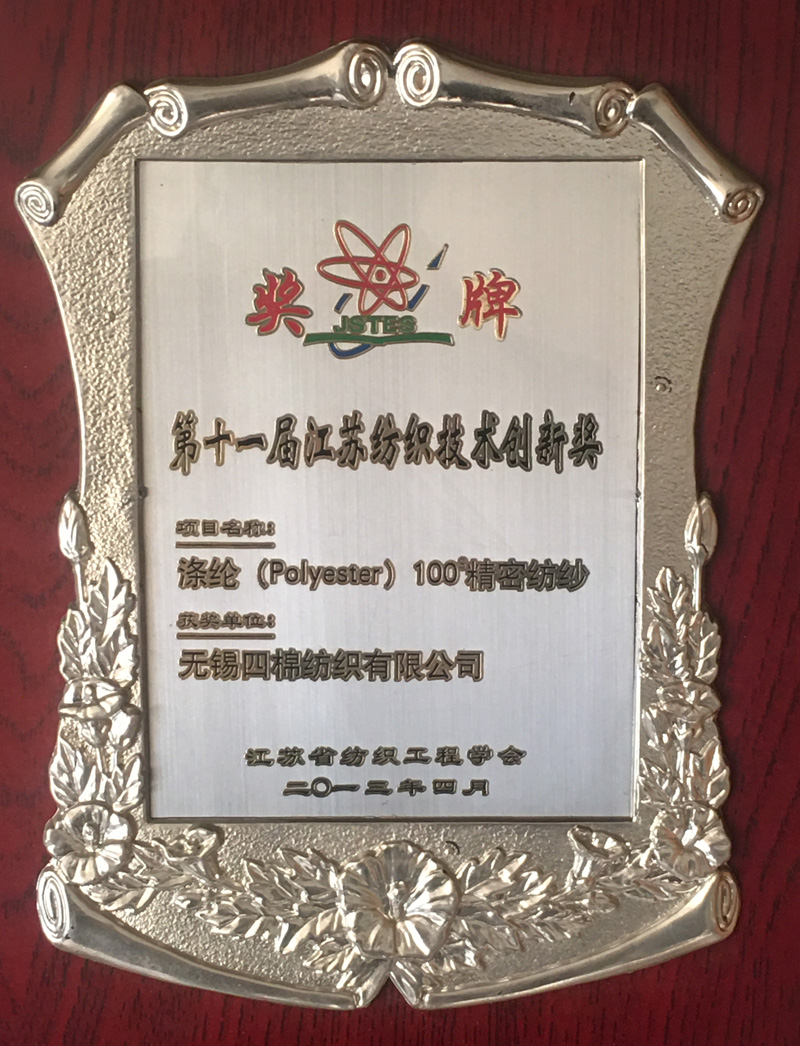 奖 JSTES 牌
第十一届江苏纺织技术创新奖
项目名称:
涤纶（Polyester）100ˢ精密纺纱
获奖单位:
无锡四棉纺织有限公司
江苏省纺织工程学会
二〇一三年四月